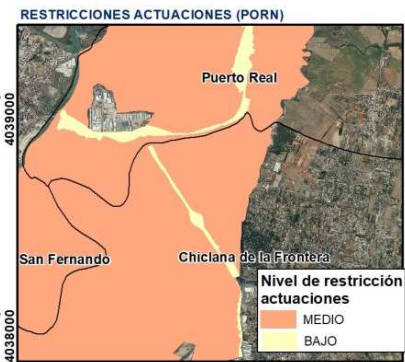 RESTRICCIONES ACTUACIONES (PORN)
4039000
Puerto Real
San Fernando
Chiclana de la Frontera
4038000
Nivel de restricción
actuaciones
MEDIO
BAJO